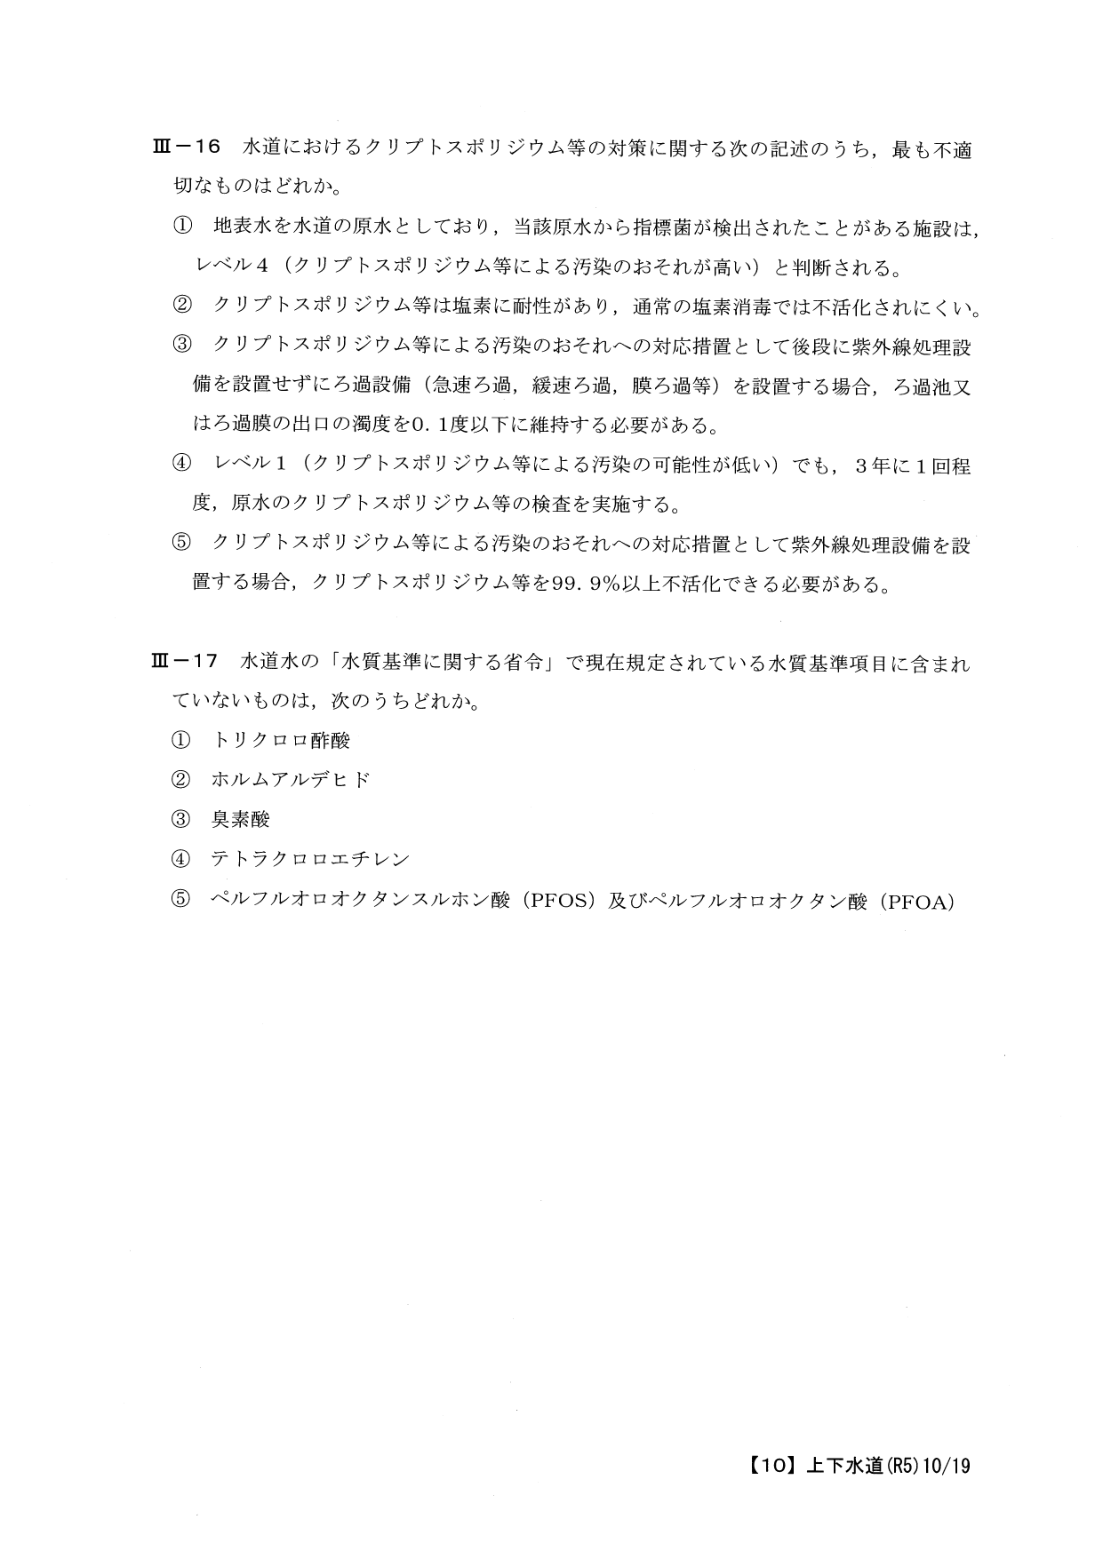 Ⅲ－16　水道におけるクリプトスポリジウム等の対策に関する次の記述のうち，最も不適
切なものはどれか。
①　地表水を水道の原水としており，当該原水から指標菌が検出されたことがある施設は，
レベル４（クリプトスポリジウム等による汚染のおそれが高い）と判断される。
②　クリプトスポリジウム等は塩素に耐性があり，通常の塩素消毒では不活化されにくい。
③　クリプトスポリジウム等による汚染のおそれへの対応措置として後段に紫外線処理設
備を設置せずにろ過設備（急速ろ過，緩速ろ過，膜ろ過等）を設置する場合，ろ過池又
はろ過膜の出口の濁度を0．1度以下に維持する必要がある。
④　レベル１（クリプトスポリジウム等による汚染の可能性が低い）でも，３年に１回程
度，原水のクリプトスポリジウム等の検査を実施する。
⑤　クリプトスポリジウム等による汚染のおそれへの対応措置として紫外線処理設備を設
置する場合，クリプトスポリジウム等を99．9％以上不活化できる必要がある。
Ⅲ－17　水道水の「水質基準に関する省令」で現在規定されている水質基準項目に含まれ
ていないものは，次のうちどれか。
①　トリクロロ酢酸
②　ホルムアルデヒド
③　臭素酸
④　テトラクロロエチレン
⑤　ペルフルオロオクタンスルホン酸（PFOS）及びペルフルオロオクタン酸（PFOA）
【10】上下水道(R5)10/19